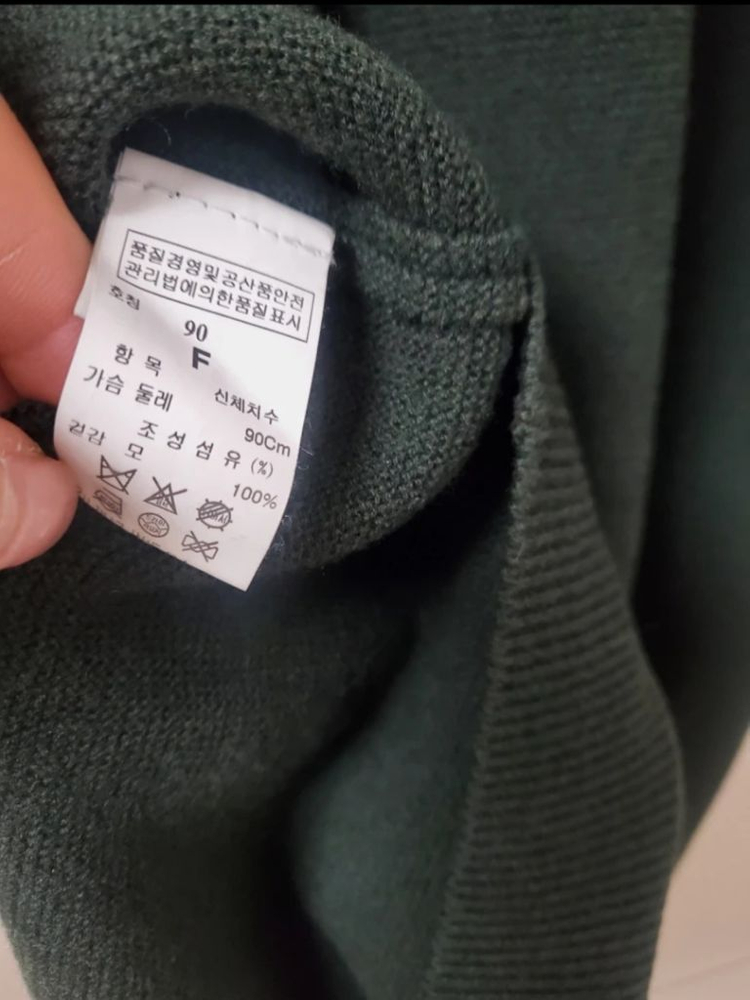 품질경영및공산품안전
관리법에의한품질표시
호칭
90
F
항 목 신체치수
가슴 둘레 90Cm
겉감 조 성 섬 유 (%)
모 100%